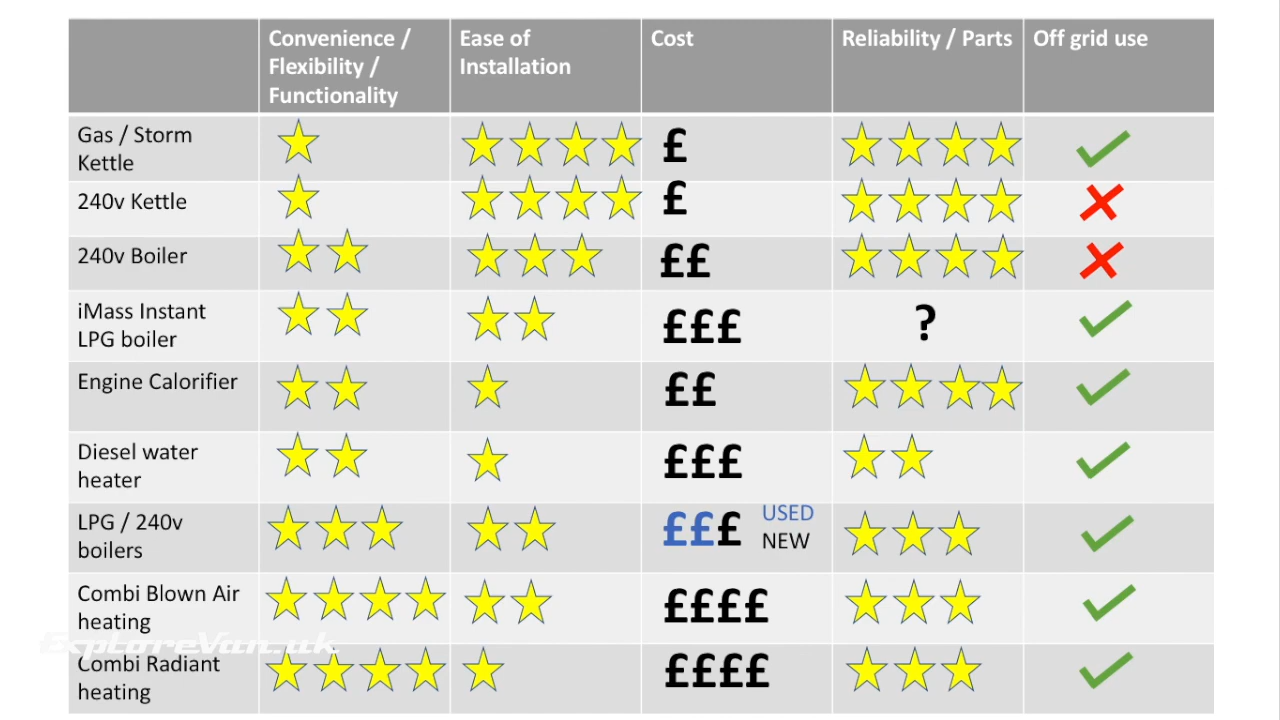 Convenience /
Flexibility /
Functionality
Ease of
Installation
Cost
Reliability / Parts
Off grid use
Gas / Storm
Kettle
£
240v Kettle
£
240v Boiler
££
iMass Instant
LPG boiler
£££
?
Engine Calorifier
££
Diesel water
heater
£££
LPG / 240v
boilers
£££
USED
NEW
Combi Blown Air
heating
££££
ExploreVan.uk
Combi Radiant
heating
££££